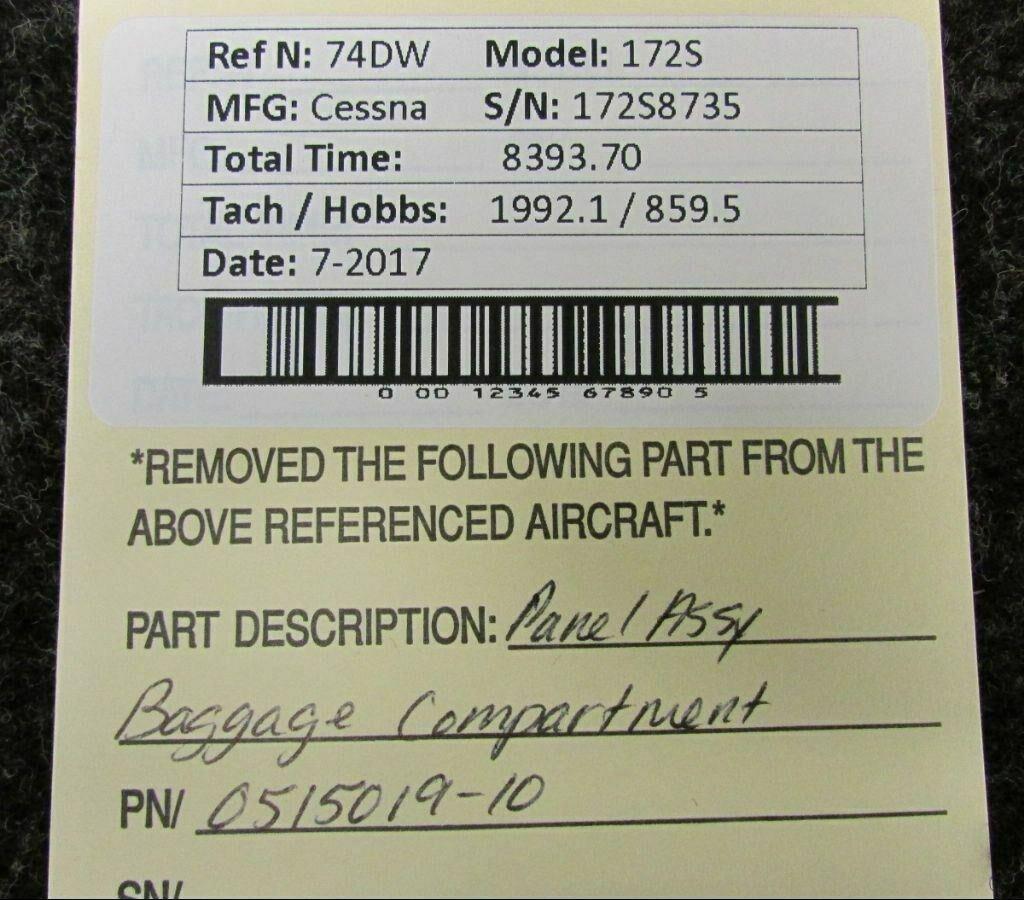 Ref N: 74DW Model: 172S
MFG: Cessna S/N: 172S8735
Total Time: 8393.70
Tach / Hobbs: 1992.1 / 859.5
Date: 7-2017
0 00 12345 67890 5
*REMOVED THE FOLLOWING PART FROM THE
ABOVE REFERENCED AIRCRAFT.*
PART DESCRIPTION: Panel Assy
Baggage Compartment
PN/ 0515019-10
SN/